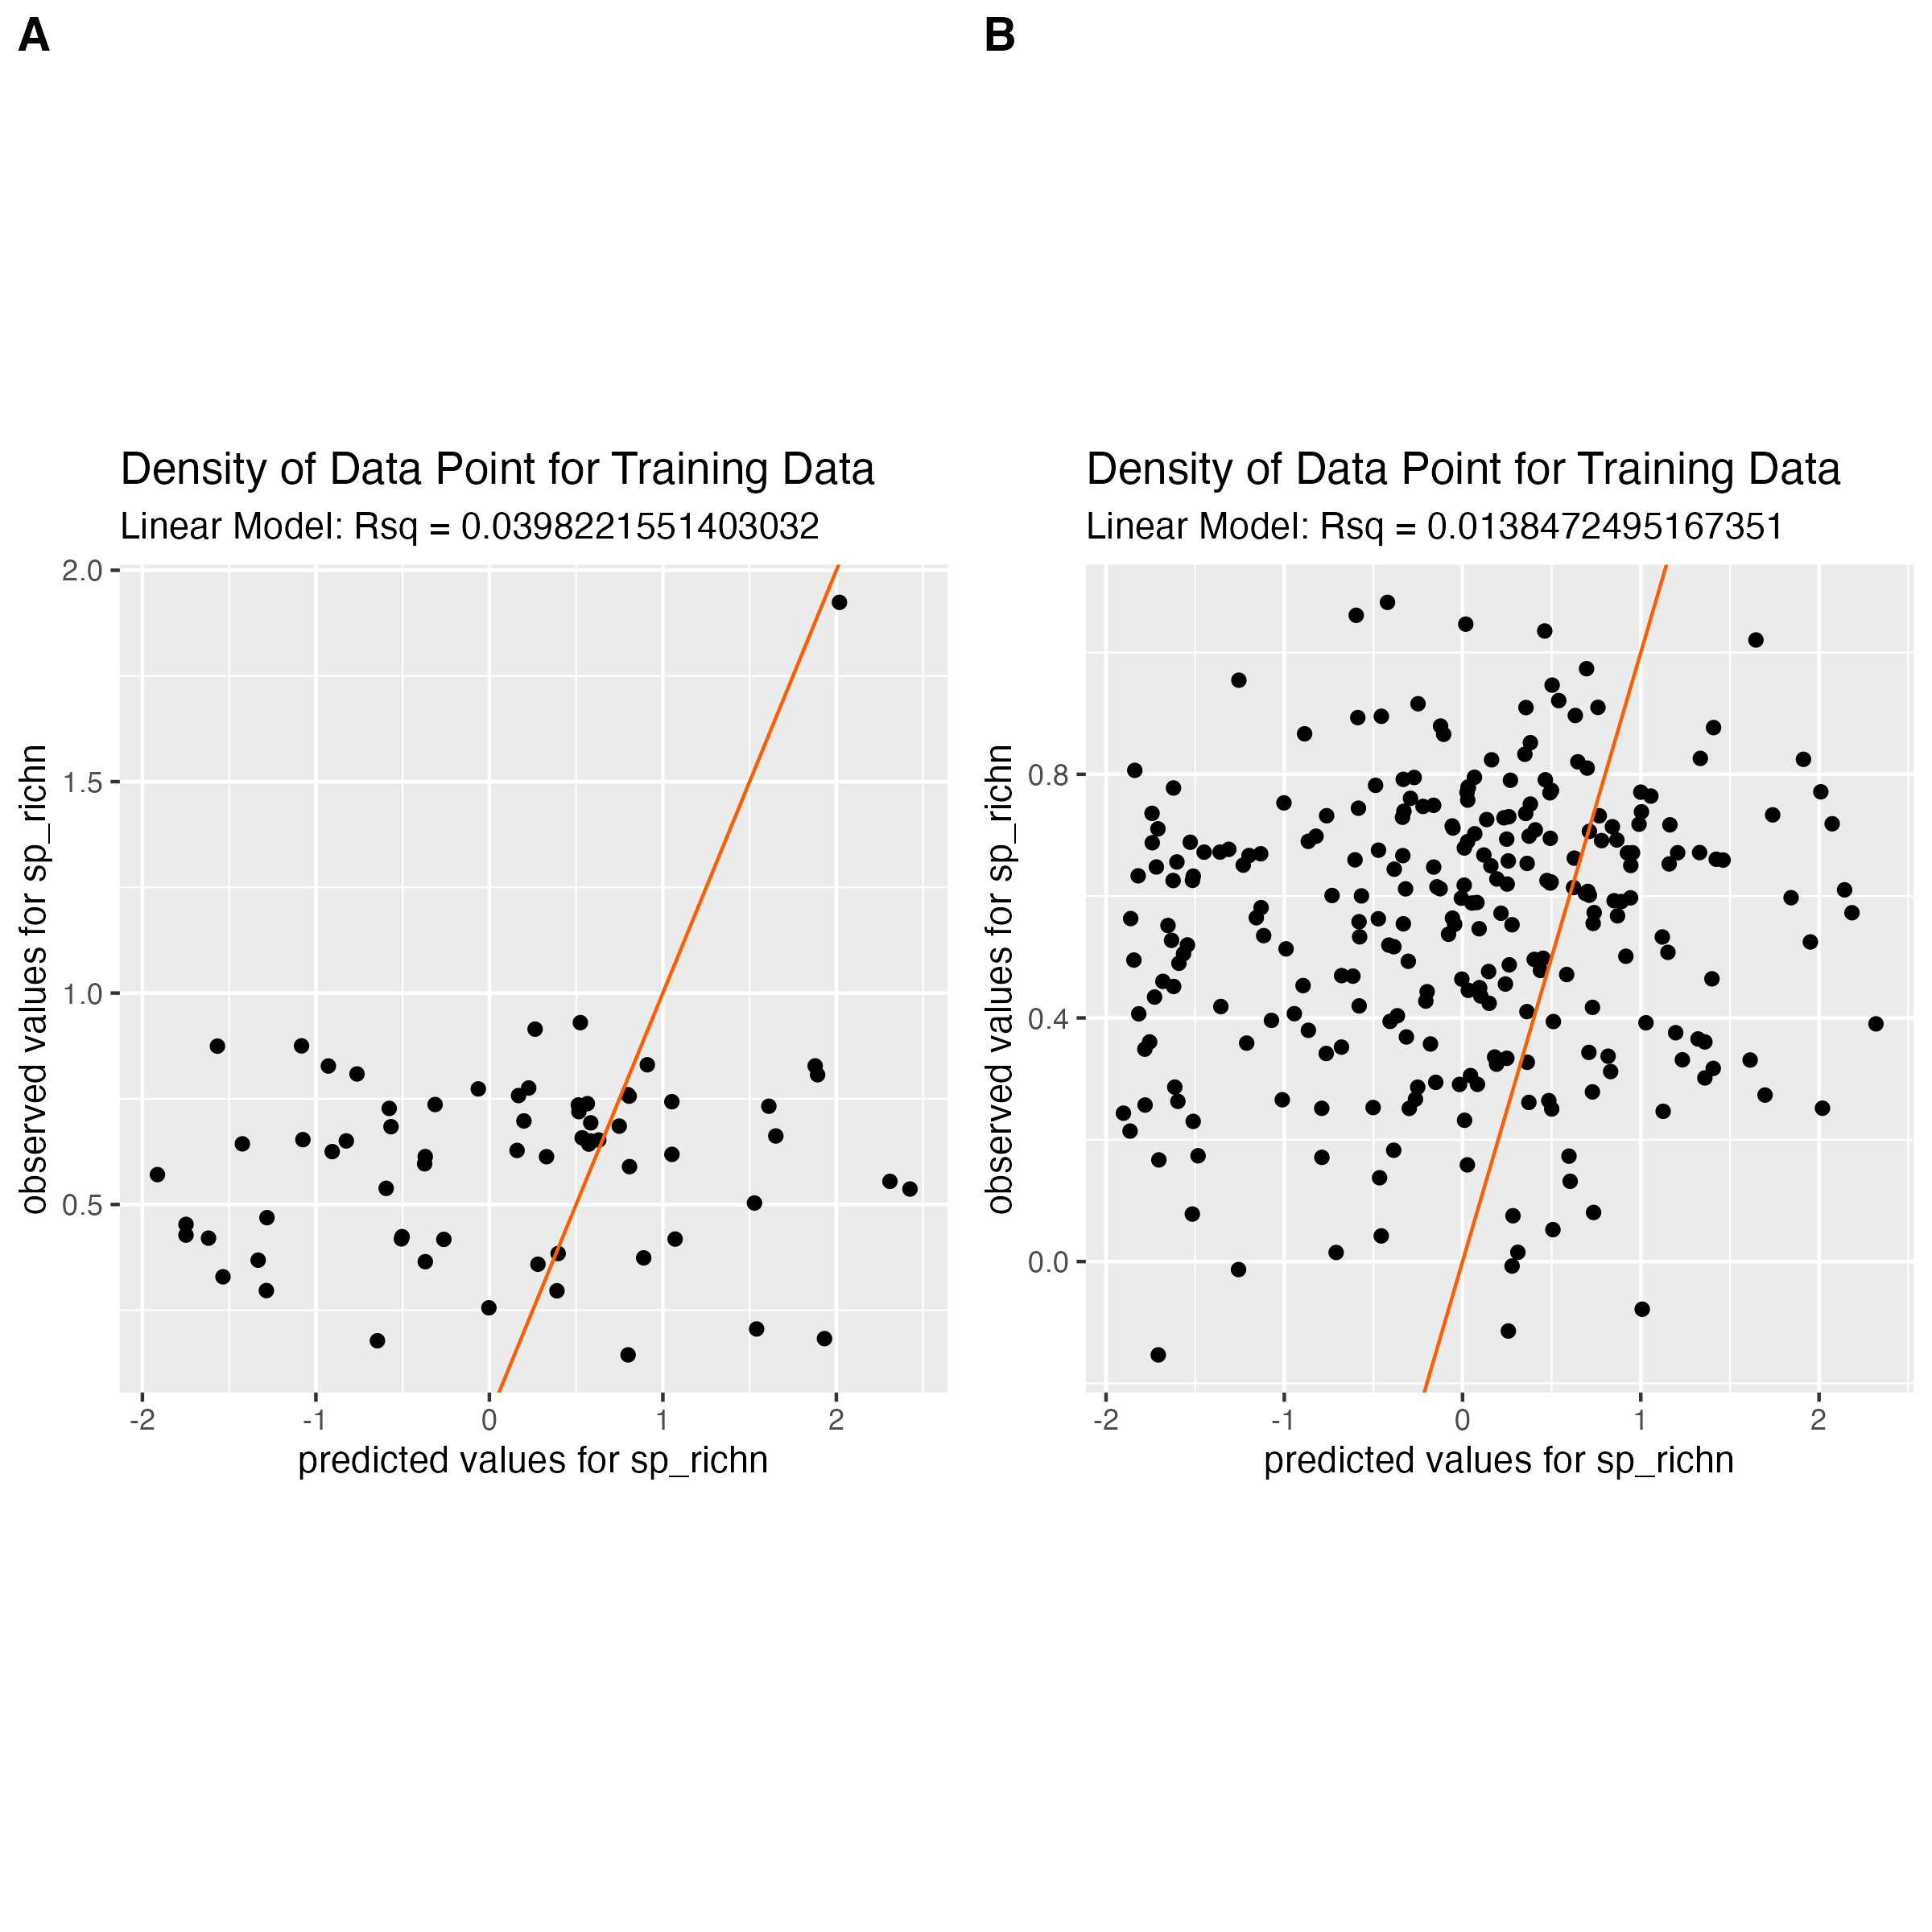 A
Density of Data Point for Training Data
Linear Model: Rsq = 0.0398221551403032
observed values for sp_richn
2.0
1.5
1.0
0.5
-2 -1 0 1 2
predicted values for sp_richn
B
Density of Data Point for Training Data
Linear Model: Rsq = 0.0138472495167351
observed values for sp_richn
0.8
0.4
0.0
-2 -1 0 1 2
predicted values for sp_richn